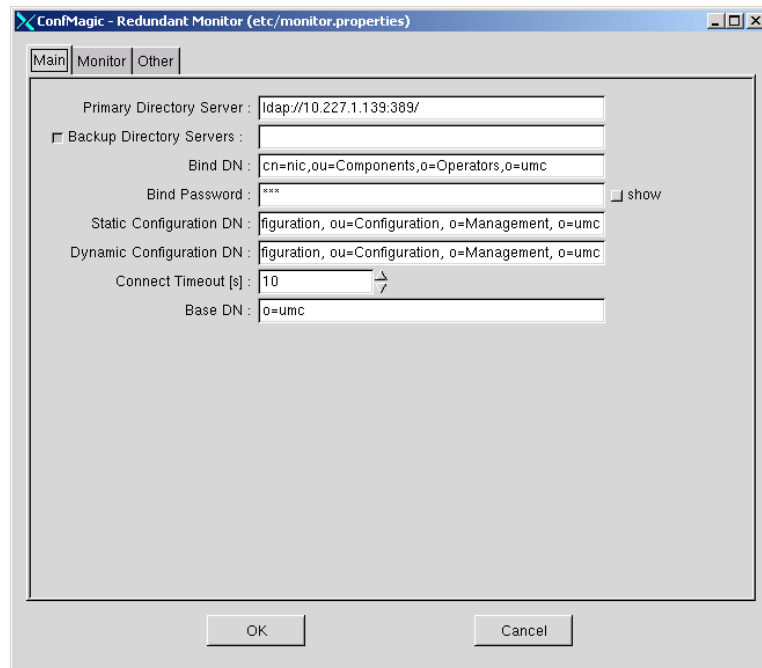 ConfMagic - Redundant Monitor (etc/monitor.properties)
Main Monitor Other
Primary Directory Server : ldap://10.227.1.139:389/
Backup Directory Servers :
Bind DN : cn=nic,ou=Components,o=Operators,o=umc
Bind Password : *** show
Static Configuration DN : figuration, ou=Configuration, o=Management, o=umc
Dynamic Configuration DN : figuration, ou=Configuration, o=Management, o=umc
Connect Timeout [s] : 10
Base DN : o=umc
OK Cancel